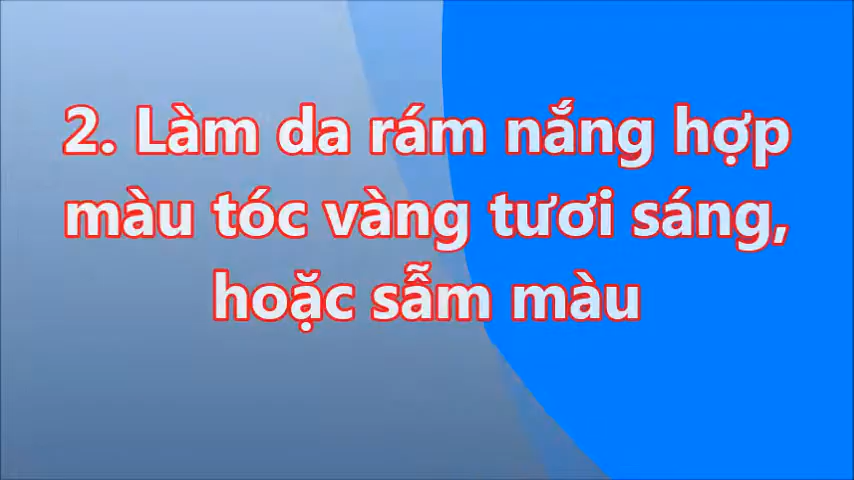 2. Làm da rám nắng hợp
màu tóc vàng tươi sáng,
hoặc sẫm màu